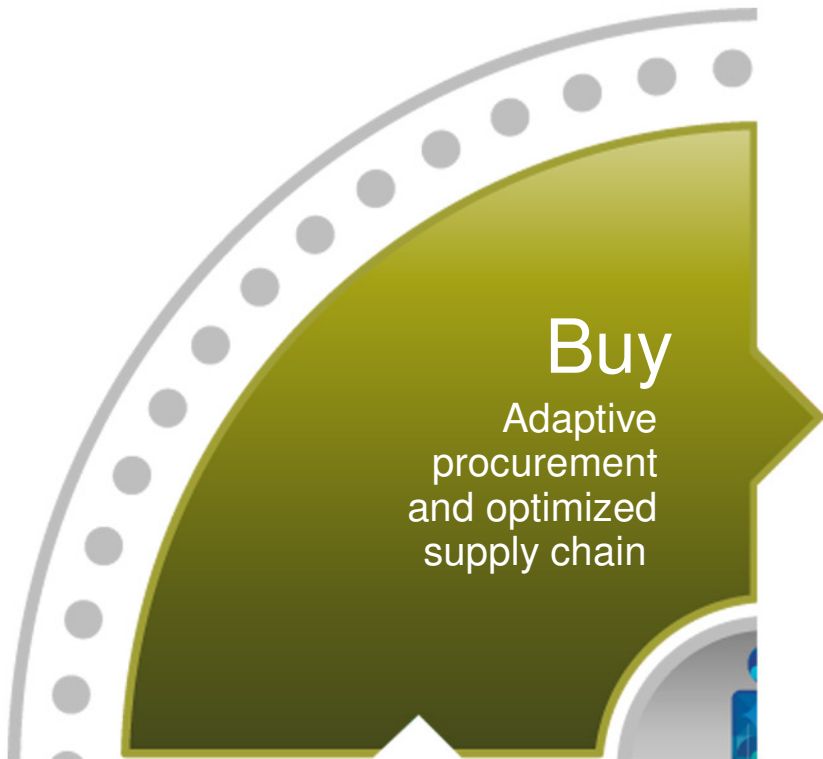 Buy
Adaptive
procurement
and optimized
supply chain